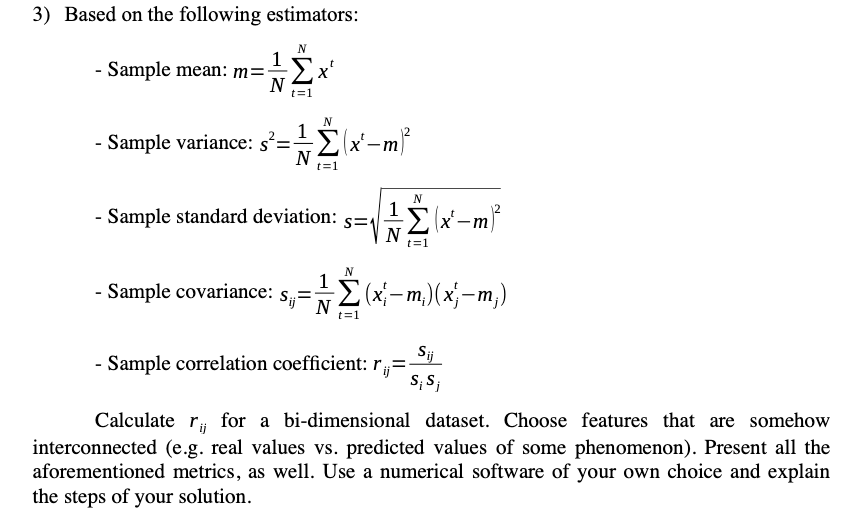 3) Based on the following estimators:
- Sample mean: m = \frac{1}{N} \sum_{t=1}^{N} x^t
- Sample variance: s^2 = \frac{1}{N} \sum_{t=1}^{N} (x^t - m)^2
- Sample standard deviation: s = \sqrt{\frac{1}{N} \sum_{t=1}^{N} (x^t - m)^2}
- Sample covariance: s_{ij} = \frac{1}{N} \sum_{t=1}^{N} (x_i^t - m_i)(x_j^t - m_j)
- Sample correlation coefficient: r_{ij} = \frac{s_{ij}}{s_i s_j}
Calculate r_{ij} for a bi-dimensional dataset. Choose features that are somehow
interconnected (e.g. real values vs. predicted values of some phenomenon). Present all the
aforementioned metrics, as well. Use a numerical software of your own choice and explain
the steps of your solution.